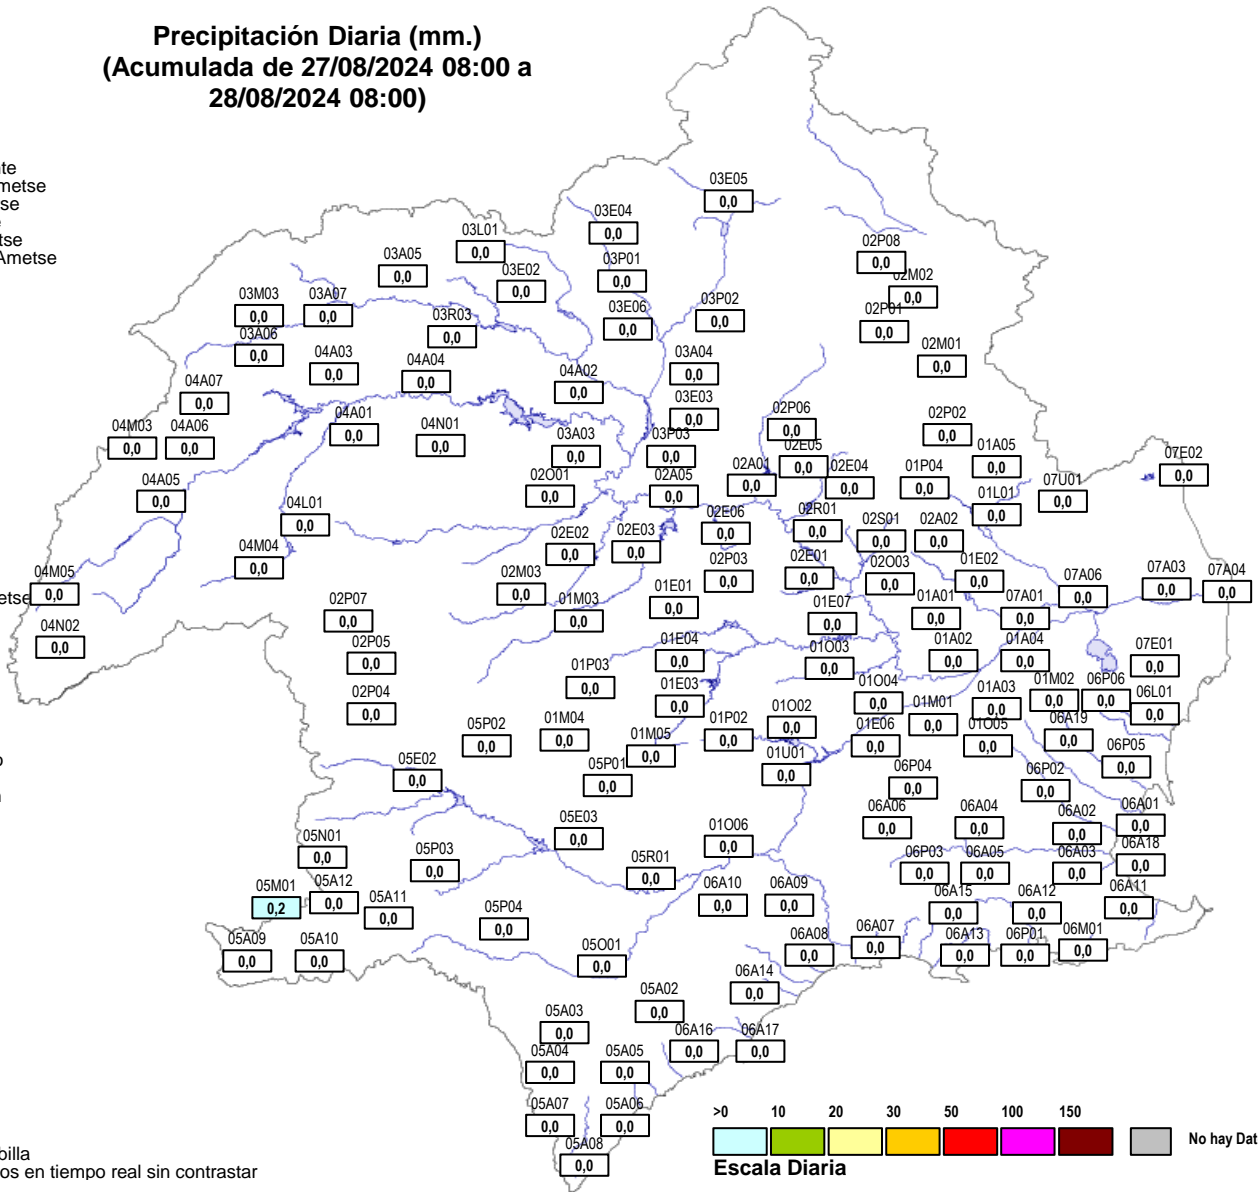 Precipitación Diaria (mm.)
(Acumulada de 27/08/2024 08:00 a
28/08/2024 08:00)
03E05
0,0
03E04
0,0
03L01
0,0
03A05
0,0
03P01
0,0
03E02
0,0
02P08
0,0
02M02
0,0
03M03
0,0
03A07
0,0
03R03
0,0
03E06
0,0
03P02
0,0
02P01
0,0
03A06
0,0
04A03
0,0
04A04
0,0
04A02
0,0
03A04
0,0
02M01
0,0
04A07
0,0
03E03
0,0
04M03
0,0
04A06
0,0
04A01
0,0
04N01
0,0
03A03
0,0
03P03
0,0
02P06
0,0
02P02
0,0
02E05
0,0
01A05
0,0
07E02
0,0
04A05
0,0
02O01
0,0
02A05
0,0
02A01
0,0
02E04
0,0
01P04
0,0
01L01
0,0
07U01
0,0
04L01
0,0
02E06
0,0
02R01
0,0
02S01
0,0
02A02
0,0
04M04
0,0
02E02
0,0
02E03
0,0
04M05
0,0
02M03
0,0
01M03
0,0
01E01
0,0
02P03
0,0
02E01
0,0
02O03
0,0
01E02
0,0
07A06
0,0
07A03
0,0
07A04
0,0
04N02
0,0
02P07
0,0
01E07
0,0
01A01
0,0
07A01
0,0
02P05
0,0
01E04
0,0
01O03
0,0
01A02
0,0
01A04
0,0
07E01
0,0
02P04
0,0
01P03
0,0
01E03
0,0
01O04
0,0
01A03
0,0
01M02
0,0
06P06
0,0
06L01
0,0
05P02
0,0
01M04
0,0
01M05
0,0
01P02
0,0
01O02
0,0
01E06
0,0
01M01
0,0
01O05
0,0
06A19
0,0
06P05
0,0
05E02
0,0
05P01
0,0
01U01
0,0
06P04
0,0
06P02
0,0
05E03
0,0
01O06
0,0
06A06
0,0
06A04
0,0
06A02
0,0
06A01
0,0
05N01
0,0
05P03
0,0
05R01
0,0
06P03
0,0
06A05
0,0
06A03
0,0
06A18
0,0
05M01
0,2
05A12
0,0
05A11
0,0
06A10
0,0
06A09
0,0
06A15
0,0
06A12
0,0
06A11
0,0
05A09
0,0
05A10
0,0
05P04
0,0
05O01
0,0
06A08
0,0
06A07
0,0
06A13
0,0
06P01
0,0
06M01
0,0
06A14
0,0
05A02
0,0
05A03
0,0
06A16
0,0
06A17
0,0
05A04
0,0
05A05
0,0
05A07
0,0
05A06
0,0
05A08
0,0
>0 10 20 30 50 100 150
No hay Dat
Escala Diaria
os en tiempo real sin contrastar